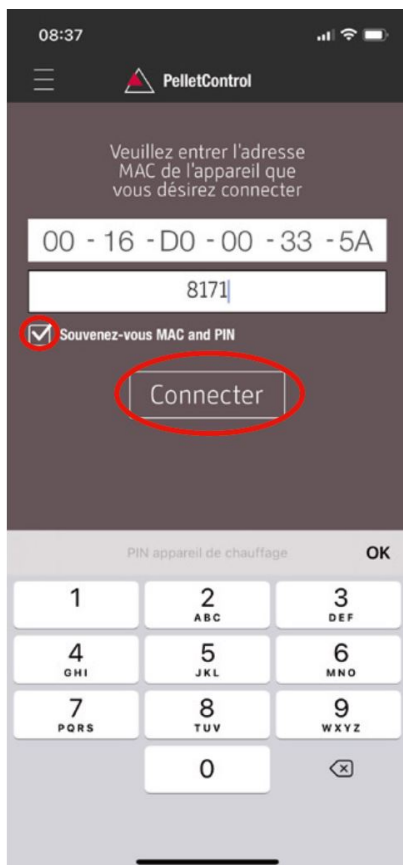 08:37
PelletControl
Veuillez entrer l'adresse
MAC de l'appareil que
vous désirez connecter
00 - 16 - D0 - 00 - 33 - 5A
8171
Souvenez-vous MAC and PIN
Connecter
PIN appareil de chauffage OK
1 2 3
ABC DEF
4 5 6
GHI JKL MNO
7 8 9
PQRS TUV WXYZ
0